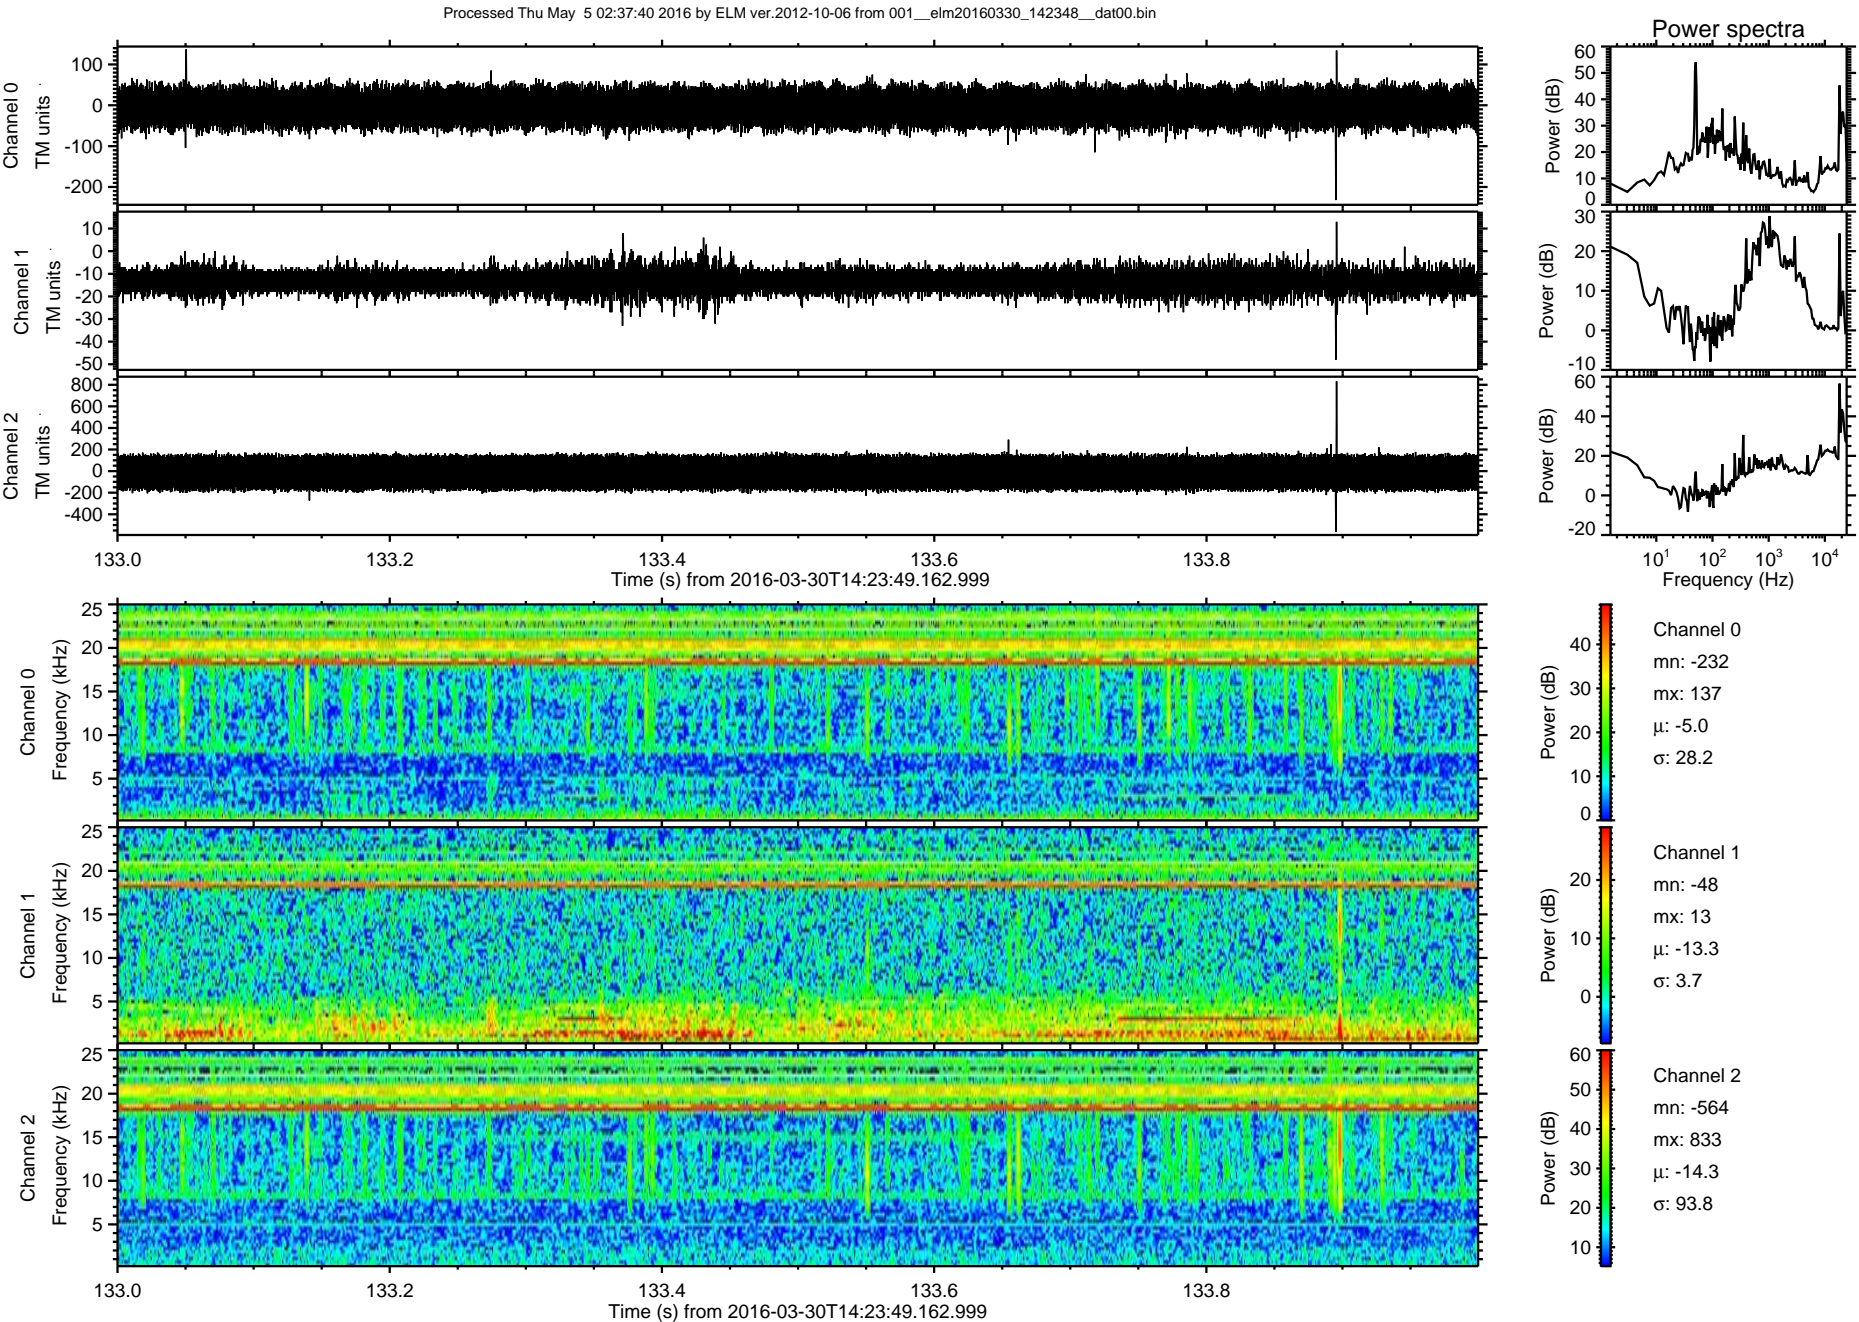 Processed Thu May  5 02:37:40 2016 by ELM ver.2012-10-06 from 001__elm20160330_142348__dat00.bin
Power spectra
Channel 0
TM units
100
0
-100
-200
Power (dB)
60
50
40
30
20
10
0
Channel 1
TM units
10
0
-10
-20
-30
-40
-50
Power (dB)
30
20
10
0
-10
Channel 2
TM units
800
600
400
200
0
-200
-400
Power (dB)
60
40
20
0
-20
133.0 133.2 133.4 133.6 133.8
Time (s) from 2016-03-30T14:23:49.162.999
10¹ 10² 10³ 10⁴
Frequency (Hz)
Channel 0
Frequency (kHz)
25
20
15
10
5
Power (dB)
40
30
20
10
0
Channel 0
mn: -232
mx: 137
μ: -5.0
σ: 28.2
Channel 1
Frequency (kHz)
25
20
15
10
5
Power (dB)
20
10
0
Channel 1
mn: -48
mx: 13
μ: -13.3
σ: 3.7
Channel 2
Frequency (kHz)
25
20
15
10
5
Power (dB)
60
50
40
30
20
10
Channel 2
mn: -564
mx: 833
μ: -14.3
σ: 93.8
133.0 133.2 133.4 133.6 133.8
Time (s) from 2016-03-30T14:23:49.162.999